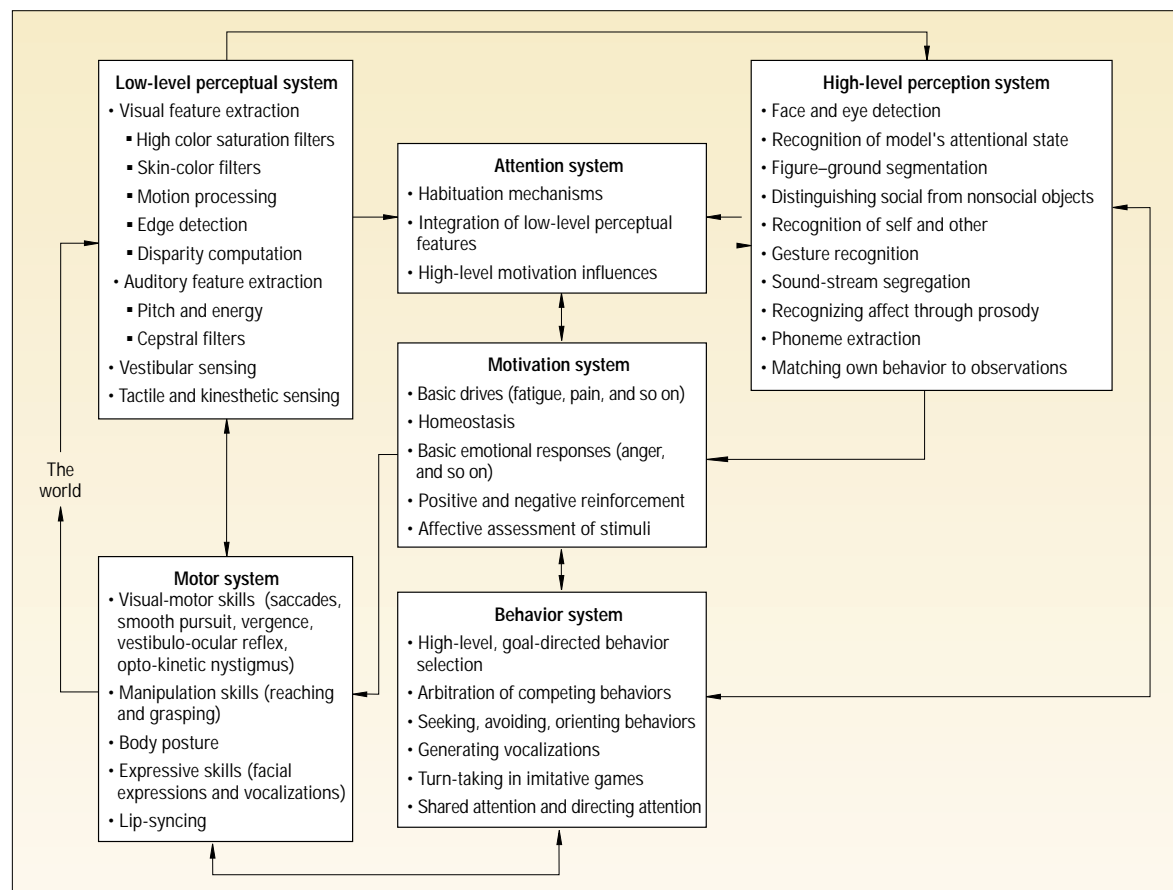 Low-level perceptual system
• Visual feature extraction
▪ High color saturation filters
▪ Skin-color filters
▪ Motion processing
▪ Edge detection
▪ Disparity computation
• Auditory feature extraction
▪ Pitch and energy
▪ Cepstral filters
• Vestibular sensing
• Tactile and kinesthetic sensing
Attention system
• Habituation mechanisms
• Integration of low-level perceptual
features
• High-level motivation influences
High-level perception system
• Face and eye detection
• Recognition of model's attentional state
• Figure–ground segmentation
• Distinguishing social from nonsocial objects
• Recognition of self and other
• Gesture recognition
• Sound-stream segregation
• Recognizing affect through prosody
• Phoneme extraction
• Matching own behavior to observations
Motivation system
• Basic drives (fatigue, pain, and so on)
• Homeostasis
• Basic emotional responses (anger,
and so on)
• Positive and negative reinforcement
• Affective assessment of stimuli
The
world
Motor system
• Visual-motor skills (saccades,
smooth pursuit, vergence,
vestibulo-ocular reflex,
opto-kinetic nystigmus)
• Manipulation skills (reaching
and grasping)
• Body posture
• Expressive skills (facial
expressions and vocalizations)
• Lip-syncing
Behavior system
• High-level, goal-directed behavior
selection
• Arbitration of competing behaviors
• Seeking, avoiding, orienting behaviors
• Generating vocalizations
• Turn-taking in imitative games
• Shared attention and directing attention